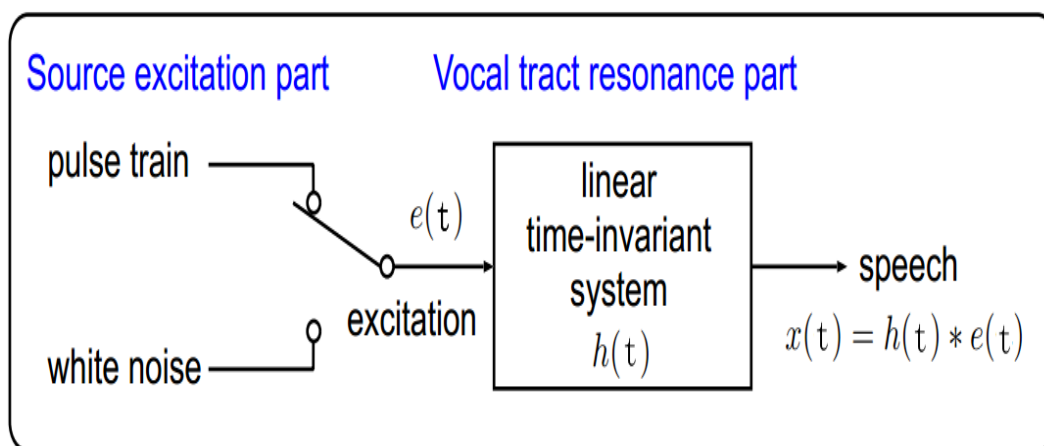 Source excitation part
Vocal tract resonance part
pulse train
e(t)
linear
time-invariant
system
h(t)
excitation
white noise
speech
x(t) = h(t) * e(t)